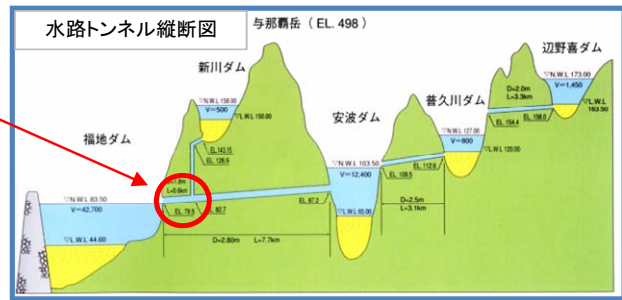 水路トンネル縦断図
与那覇岳（EL. 498）
辺野喜ダム
新川ダム
▽N.W.L 173.00
V=1,450
D=2.0m
L=3.3km
▽L.W.L
163.50
普久川ダム
▽N.W.L 158.00
V=500
▽L.W.L 150.00
安波ダム
福地ダム
▽N.W.L 127.00
V=800
EL. 154.4
EL. 158.0
EL.143.15
EL. 126.9
▽L.W.L 120.00
▽N.W.L 103.50
V=12,400
EL. 109.5
EL. 112.6
L=0.6km
▽N.W.L 83.50
V=42,700
EL. 79.5
EL. 82.7
EL. 87.2
▽L.W.L 65.00
D=2.5m
L=3.1km
▽L.W.L 44.60
D=2.80m L=7.7km